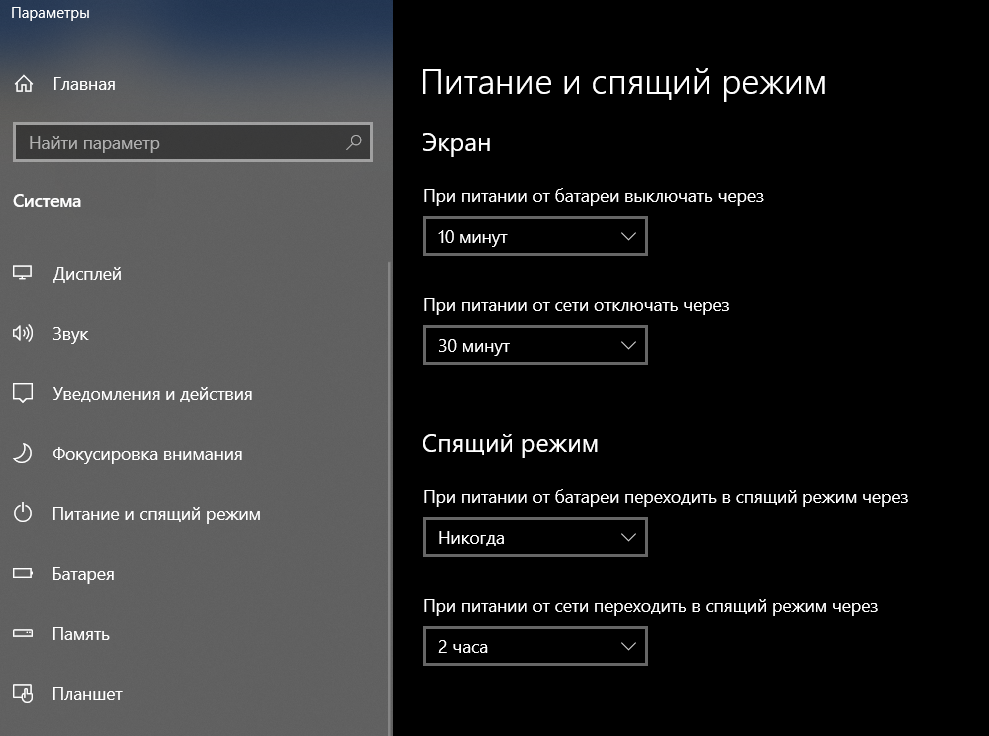 Параметры
Главная
Найти параметр
Система
Дисплей
Звук
Уведомления и действия
Фокусировка внимания
Питание и спящий режим
Батарея
Память
Планшет
Питание и спящий режим
Экран
При питании от батареи выключать через
10 минут
При питании от сети отключать через
30 минут
Спящий режим
При питании от батареи переходить в спящий режим через
Никогда
При питании от сети переходить в спящий режим через
2 часа